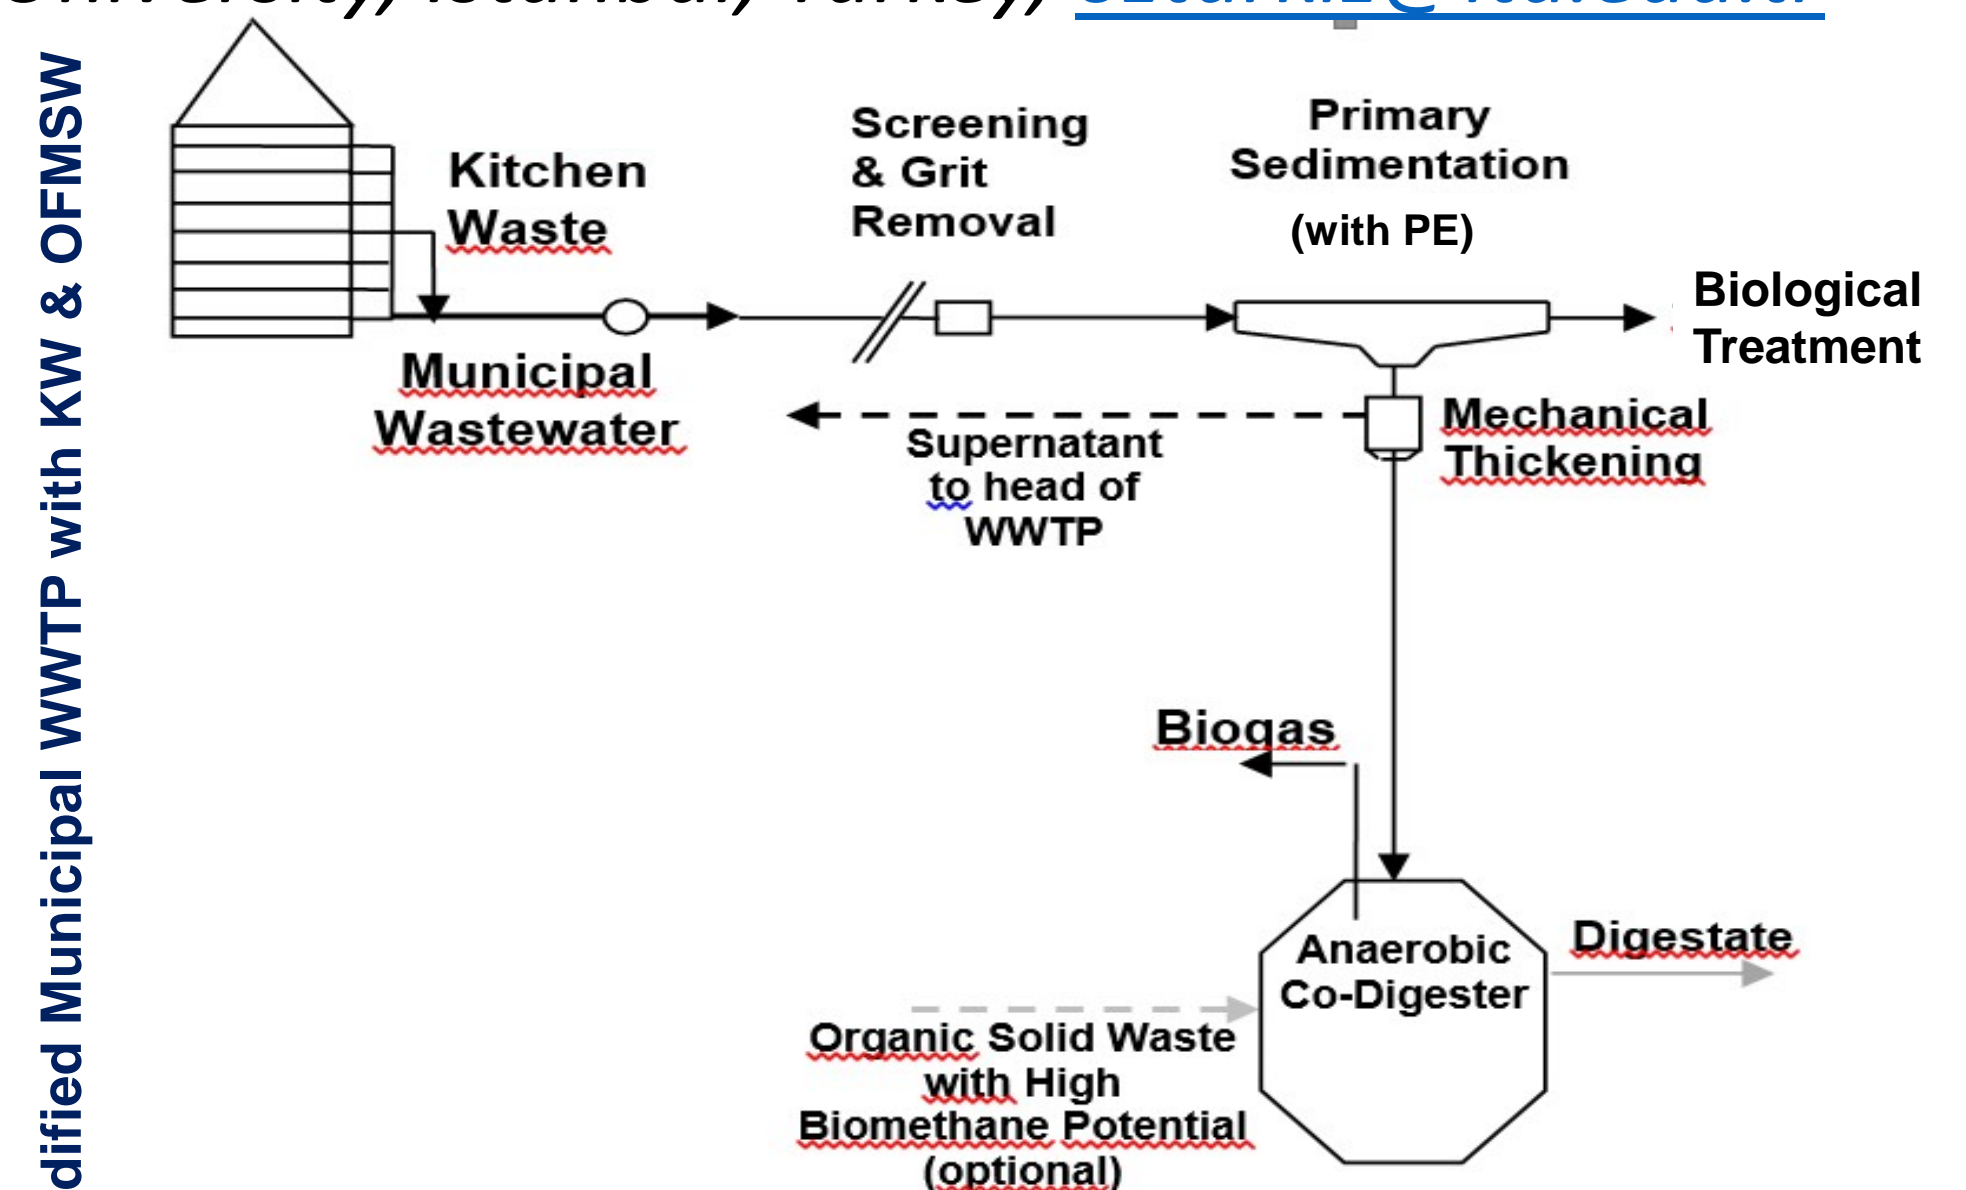 Istanbul, Turkey,
dified Municipal WWTP with KW & OFMSW
Kitchen
Waste
Municipal
Wastewater
Screening
& Grit
Removal
Primary
Sedimentation
(with PE)
Biological
Treatment
Mechanical
Thickening
Supernatant
to head of
WWTP
Biogas
Anaerobic
Co-Digester
Digestate
Organic Solid Waste
with High
Biomethane Potential
(optional)